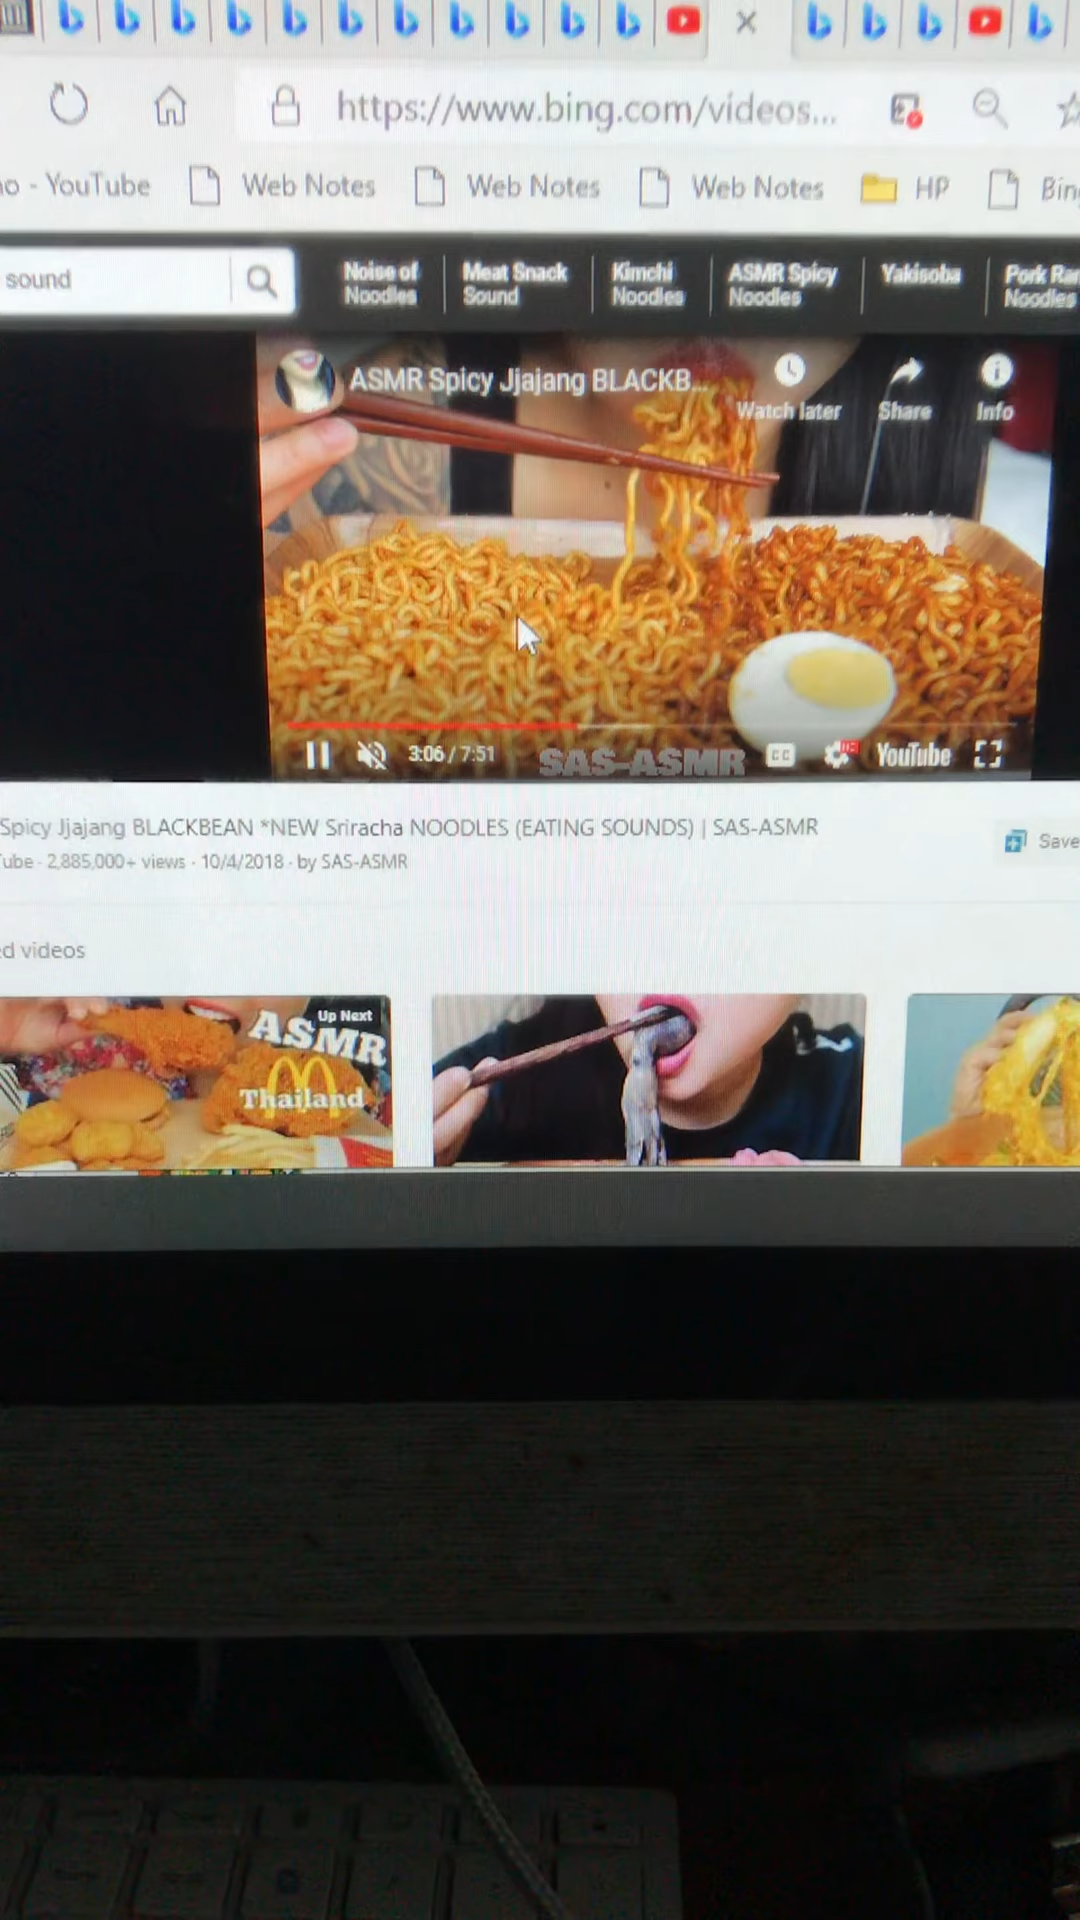 https://www.bing.com/videos...
o - YouTube
Web Notes
Web Notes
Web Notes
HP
Bin
sound
Noise of
Noodles
Meat Snack
Sound
Kimchi
Noodles
ASMR Spicy
Noodles
Yakisoba
Pork Ra
Noodles
ASMR Spicy Jjajang BLACKB...
Watch later
Share
Info
3:06 / 7:51
SAS-ASMR
CC
HD
YouTube
Spicy Jjajang BLACKBEAN *NEW Sriracha NOODLES (EATING SOUNDS) | SAS-ASMR
ube · 2,885,000+ views · 10/4/2018 · by SAS-ASMR
Save
ed videos
Up Next
ASMR
Thailand